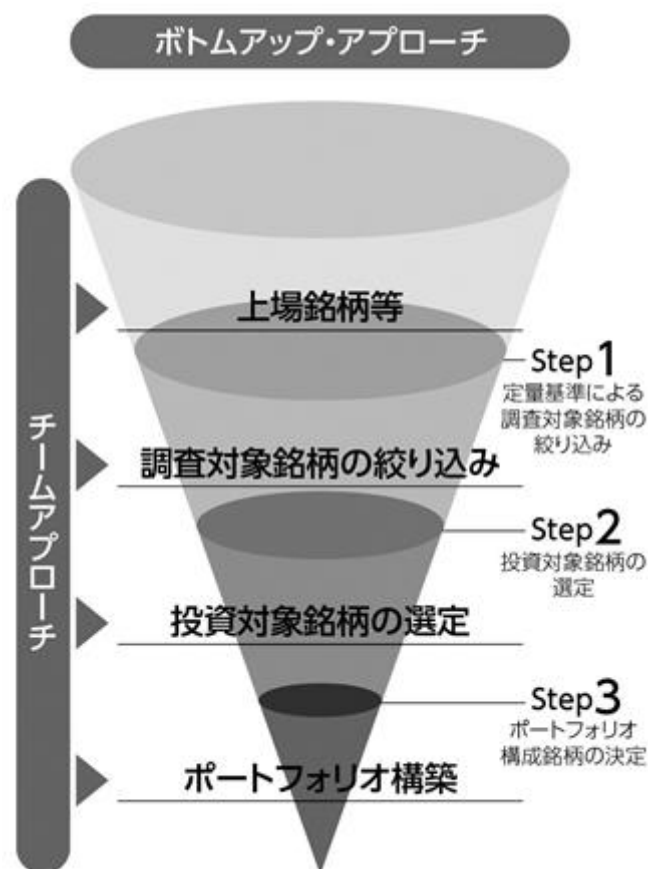 ボトムアップ・アプローチ
チームアプローチ
上場銘柄等
Step1
定量基準による
調査対象銘柄の
絞り込み
調査対象銘柄の絞り込み
Step2
投資対象銘柄の
選定
投資対象銘柄の選定
Step3
ポートフォリオ
構成銘柄の決定
ポートフォリオ構築